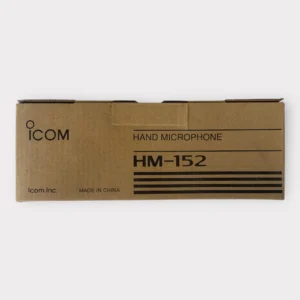 ICOM
HAND MICROPHONE
HM-152
Icom Inc.
MADE IN CHINA